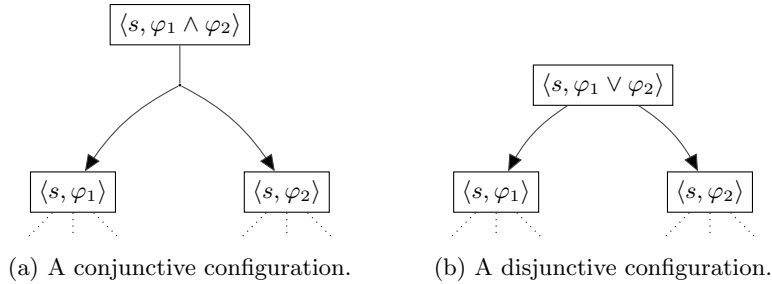 ⟨s, φ₁ ∧ φ₂⟩
⟨s, φ₁ ∨ φ₂⟩
⟨s, φ₁⟩ ⟨s, φ₂⟩ ⟨s, φ₁⟩ ⟨s, φ₂⟩
(a) A conjunctive configuration. (b) A disjunctive configuration.